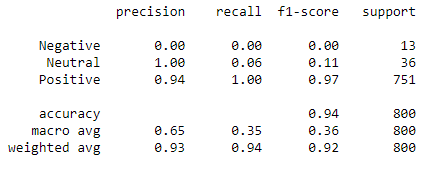 precision recall f1-score support
Negative 0.00 0.00 0.00 13
Neutral 1.00 0.06 0.11 36
Positive 0.94 1.00 0.97 751
accuracy 0.94 800
macro avg 0.65 0.35 0.36 800
weighted avg 0.93 0.94 0.92 800